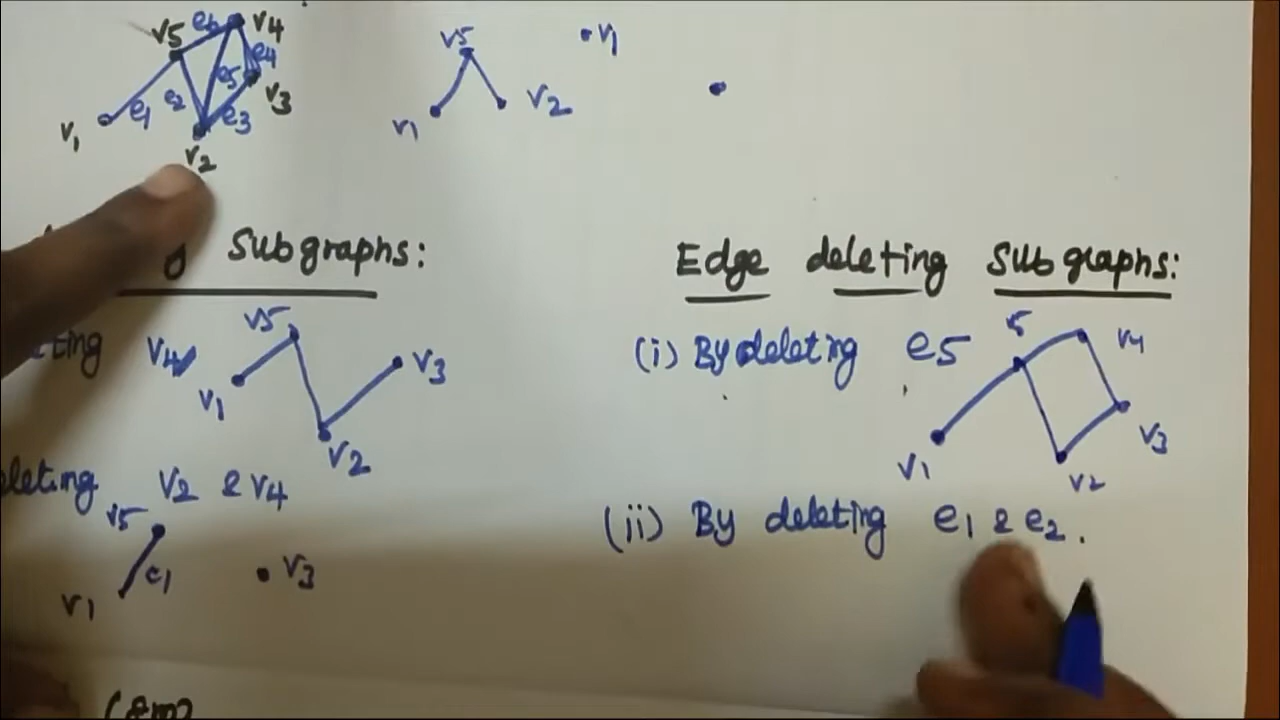 v5 e6 v4
e4
e5
e1 e2 e3 v3
v1
v2
v5
v1 v2
v1
Subgraphs:
v4
v5
v1
v3
v2
v2 & v4
v5
e1
v1
v3
Edge deleting Subgraphs:
(i) By deleting e5
5
v4
v3
v1
v2
(ii) By deleting e1 & e2.